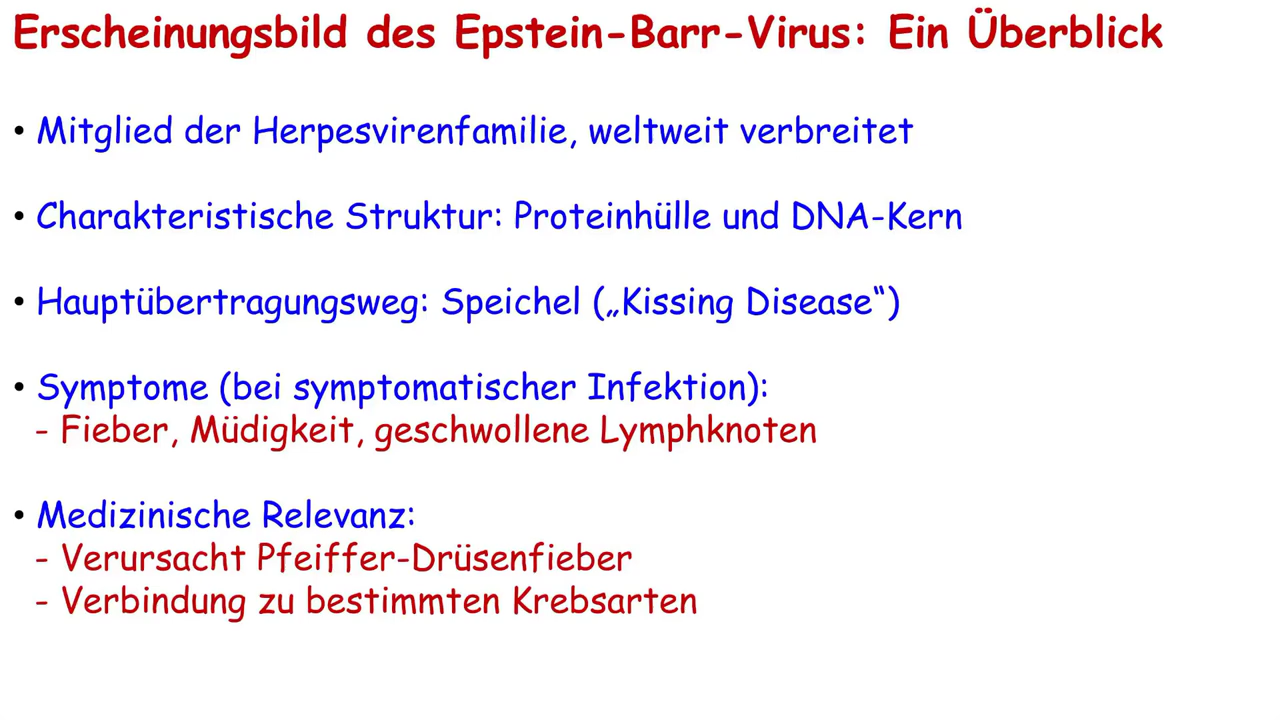 Erscheinungsbild des Epstein-Barr-Virus: Ein Überblick
• Mitglied der Herpesvirenfamilie, weltweit verbreitet
• Charakteristische Struktur: Proteinhülle und DNA-Kern
• Hauptübertragungsweg: Speichel („Kissing Disease“)
• Symptome (bei symptomatischer Infektion):
- Fieber, Müdigkeit, geschwollene Lymphknoten
• Medizinische Relevanz:
- Verursacht Pfeiffer-Drüsenfieber
- Verbindung zu bestimmten Krebsarten